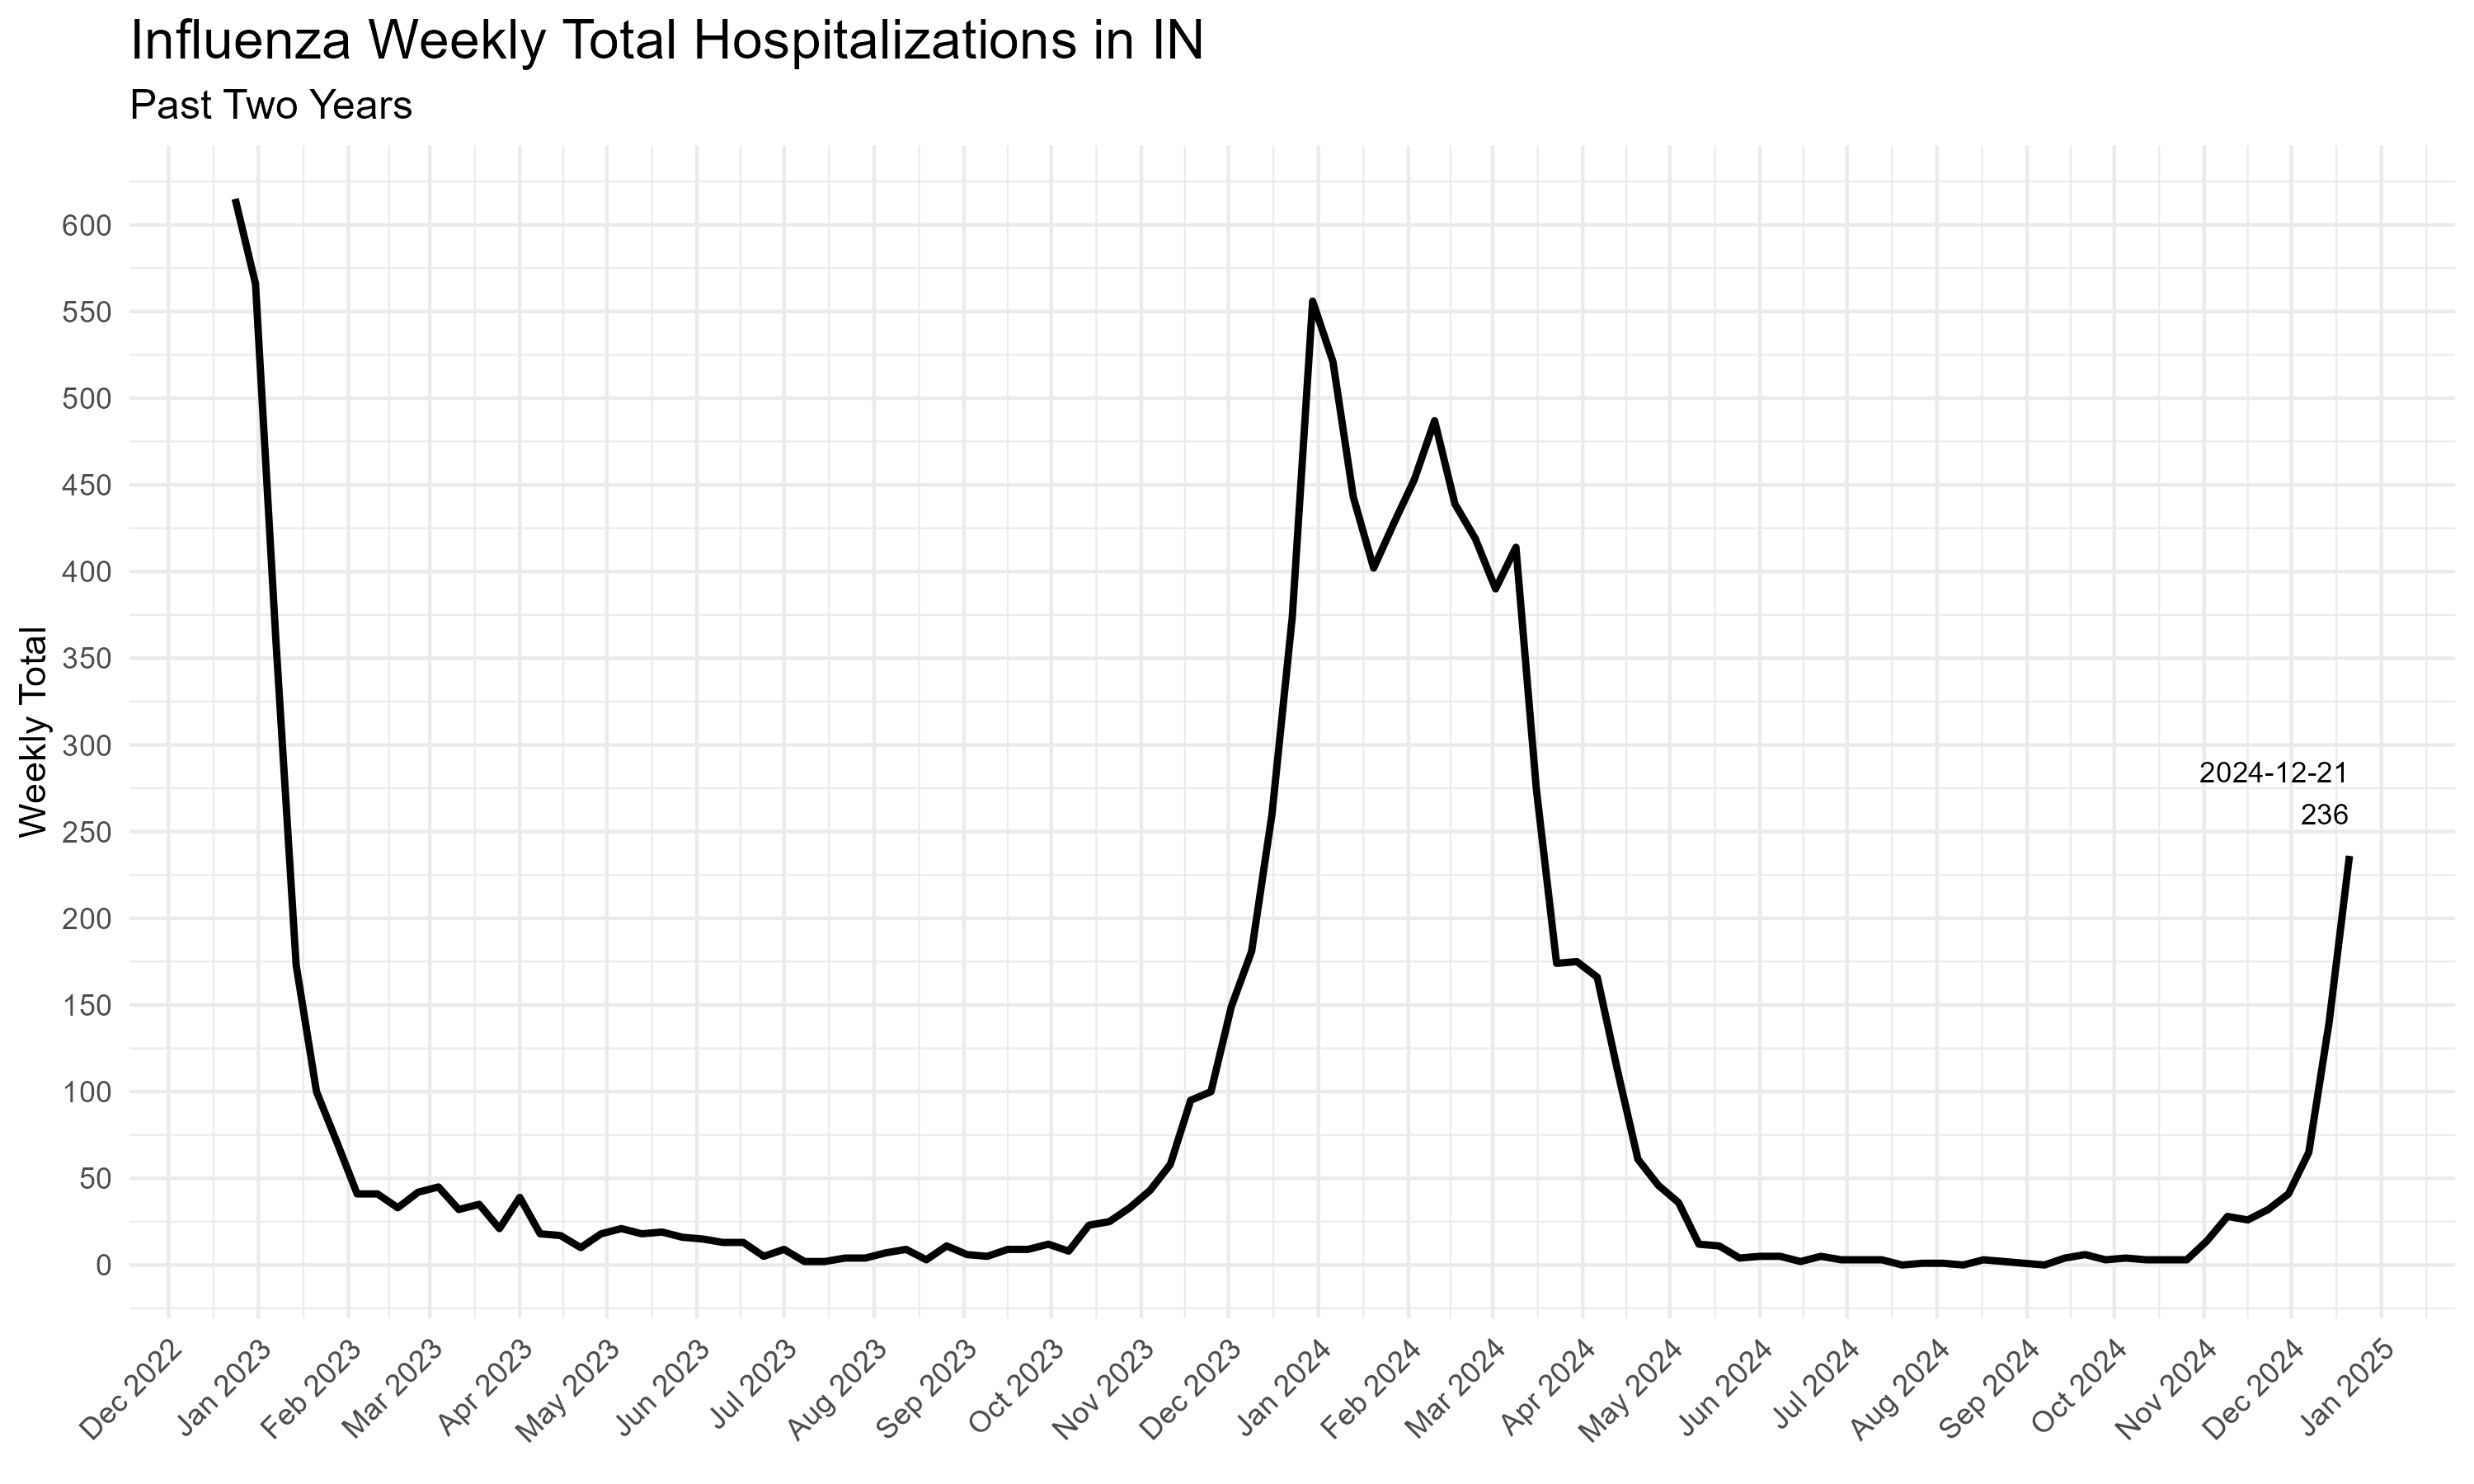 Influenza Weekly Total Hospitalizations in IN
Past Two Years
Weekly Total
600
550
500
450
400
350
300
250
200
150
100
50
0
2024-12-21
236
Dec 2022
Jan 2023
Feb 2023
Mar 2023
Apr 2023
May 2023
Jun 2023
Jul 2023
Aug 2023
Sep 2023
Oct 2023
Nov 2023
Dec 2023
Jan 2024
Feb 2024
Mar 2024
Apr 2024
May 2024
Jun 2024
Jul 2024
Aug 2024
Sep 2024
Oct 2024
Nov 2024
Dec 2024
Jan 2025